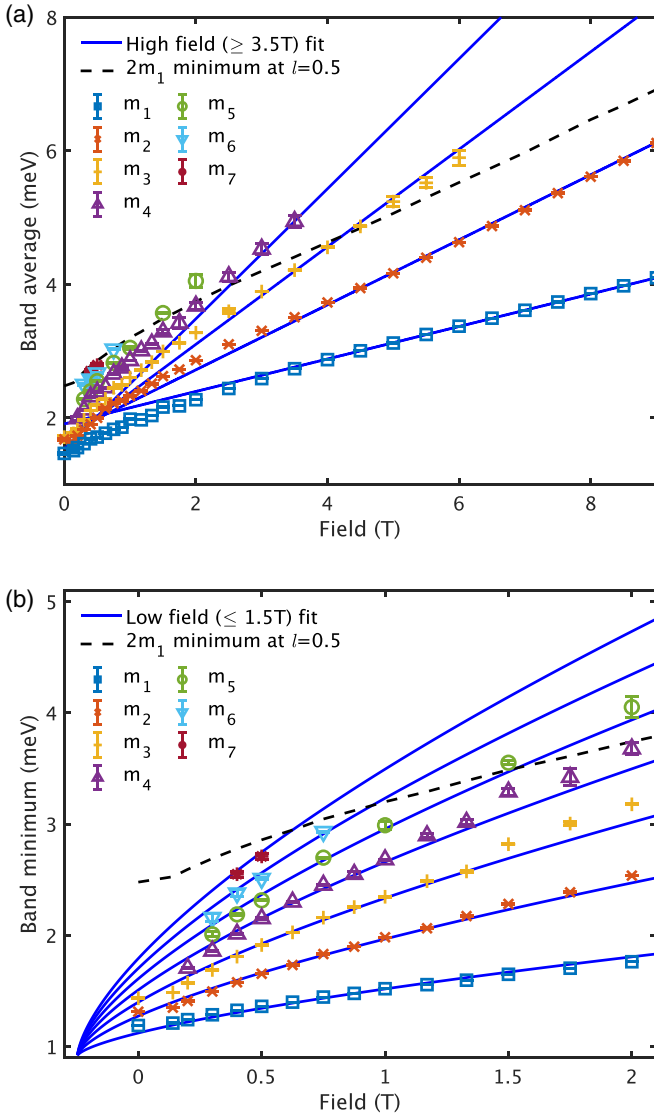 (a)
8
6
4
2
Band average (meV)
High field (≥ 3.5T) fit
2m1 minimum at l=0.5
m1 m5
m2 m6
m3 m7
m4
0 2 4 6 8
Field (T)
(b)
5
4
3
2
1
Band minimum (meV)
Low field (≤ 1.5T) fit
2m1 minimum at l=0.5
m1 m5
m2 m6
m3 m7
m4
0 0.5 1 1.5 2
Field (T)